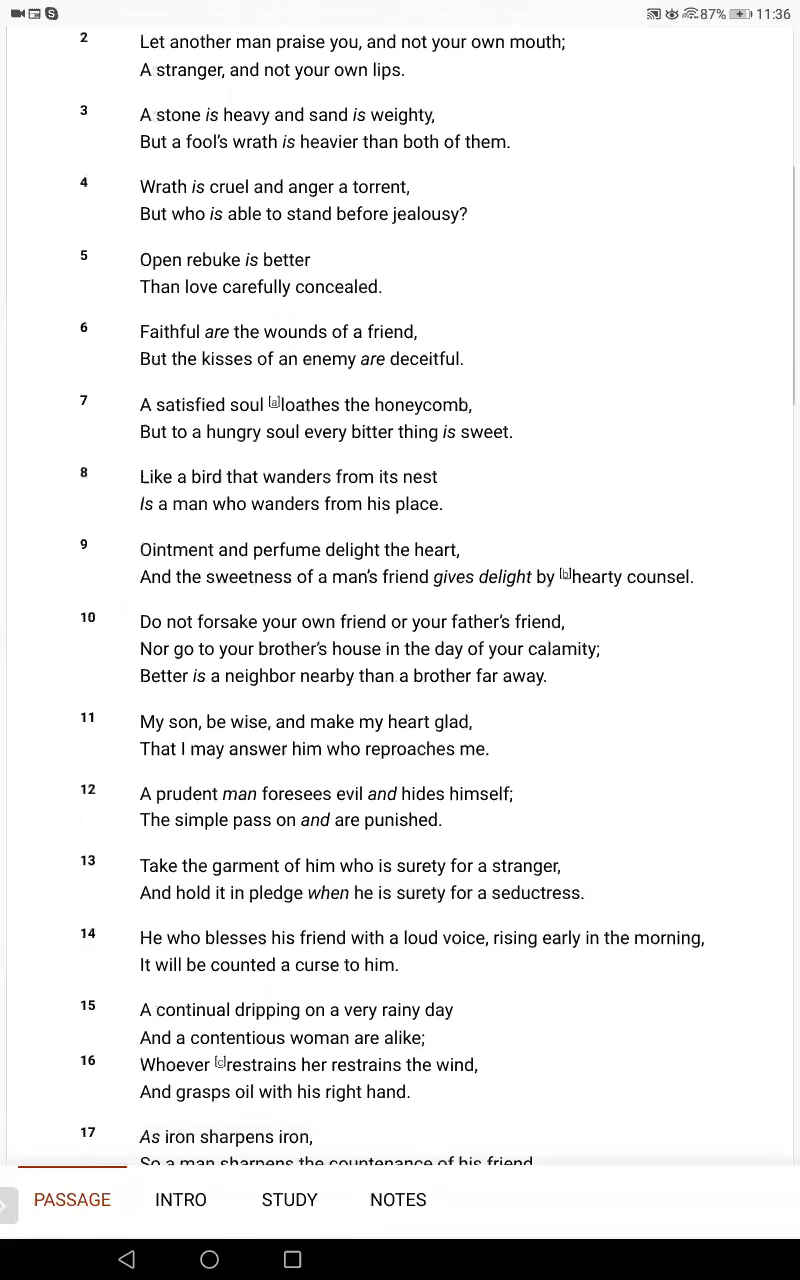 87% 11:36
2 Let another man praise you, and not your own mouth;
A stranger, and not your own lips.
3 A stone is heavy and sand is weighty,
But a fool’s wrath is heavier than both of them.
4 Wrath is cruel and anger a torrent,
But who is able to stand before jealousy?
5 Open rebuke is better
Than love carefully concealed.
6 Faithful are the wounds of a friend,
But the kisses of an enemy are deceitful.
7 A satisfied soul [a]loathes the honeycomb,
But to a hungry soul every bitter thing is sweet.
8 Like a bird that wanders from its nest
Is a man who wanders from his place.
9 Ointment and perfume delight the heart,
And the sweetness of a man’s friend gives delight by [b]hearty counsel.
10 Do not forsake your own friend or your father’s friend,
Nor go to your brother’s house in the day of your calamity;
Better is a neighbor nearby than a brother far away.
11 My son, be wise, and make my heart glad,
That I may answer him who reproaches me.
12 A prudent man foresees evil and hides himself;
The simple pass on and are punished.
13 Take the garment of him who is surety for a stranger,
And hold it in pledge when he is surety for a seductress.
14 He who blesses his friend with a loud voice, rising early in the morning,
It will be counted a curse to him.
15 A continual dripping on a very rainy day
And a contentious woman are alike;
16 Whoever [c]restrains her restrains the wind,
And grasps oil with his right hand.
17 As iron sharpens iron,
So a man sharpens the countenance of his friend
PASSAGE INTRO STUDY NOTES